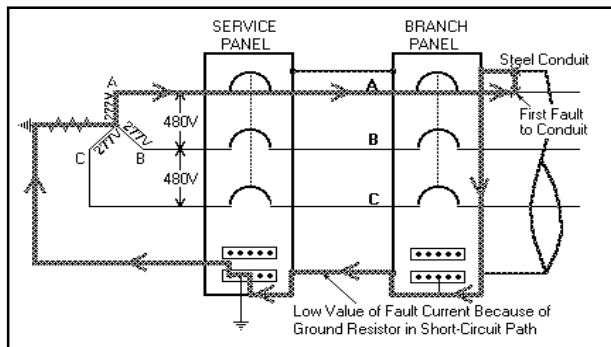 SERVICE
PANEL
BRANCH
PANEL
Steel Conduit
A
A
277V
480V
First Fault
to Conduit
277V
277V
C
B
B
480V
C
Low Value of Fault Current Because of
Ground Resistor in Short-Circuit Path